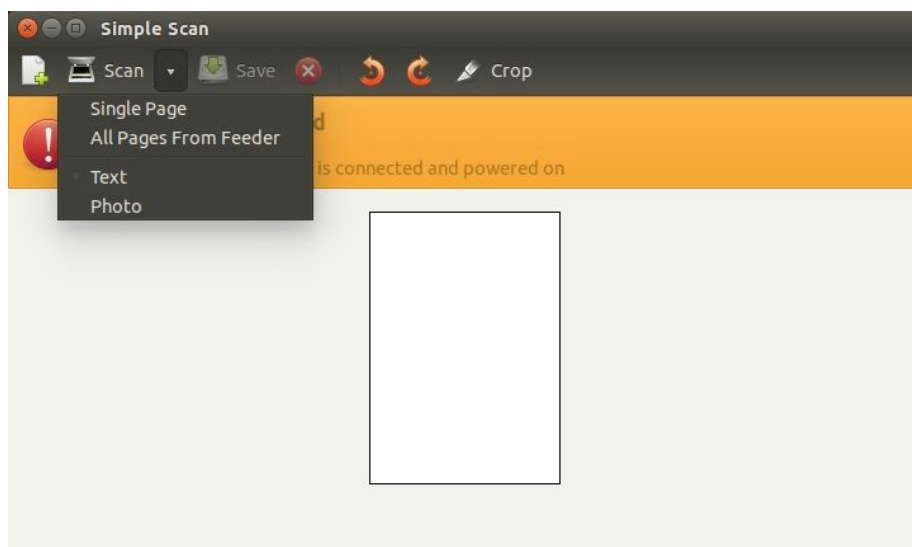 Simple Scan
Scan Save Crop
Single Page
All Pages From Feeder
d
is connected and powered on
Text
Photo